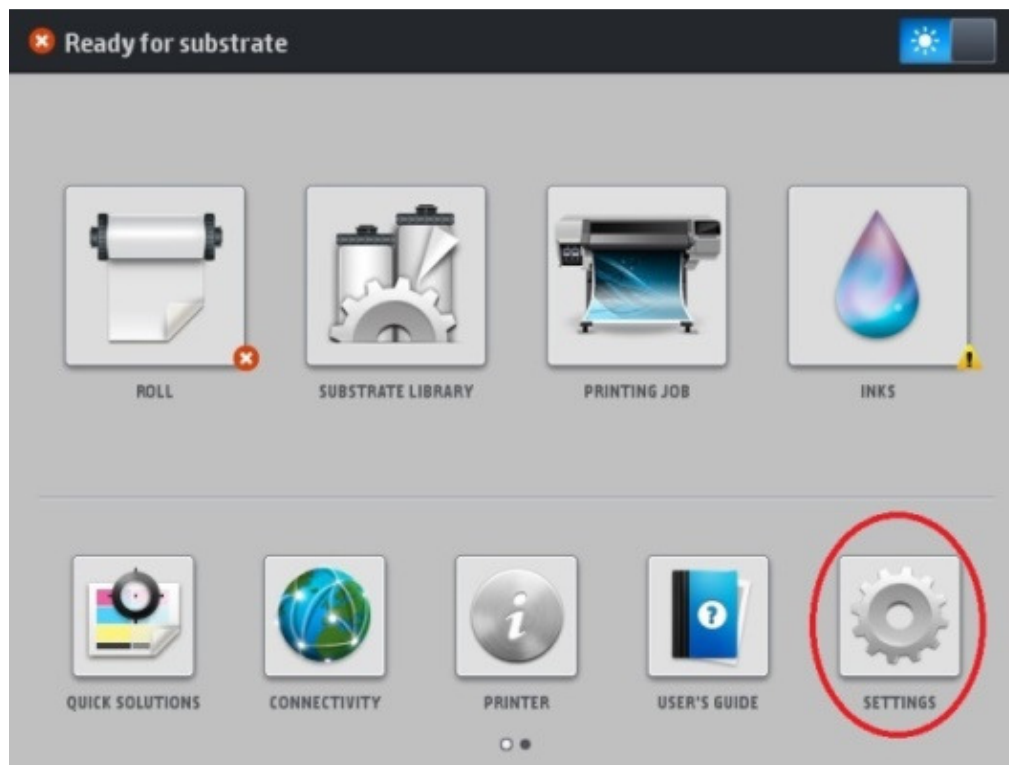 Ready for substrate
ROLL
SUBSTRATE LIBRARY
PRINTING JOB
INKS
QUICK SOLUTIONS
CONNECTIVITY
PRINTER
USER'S GUIDE
SETTINGS